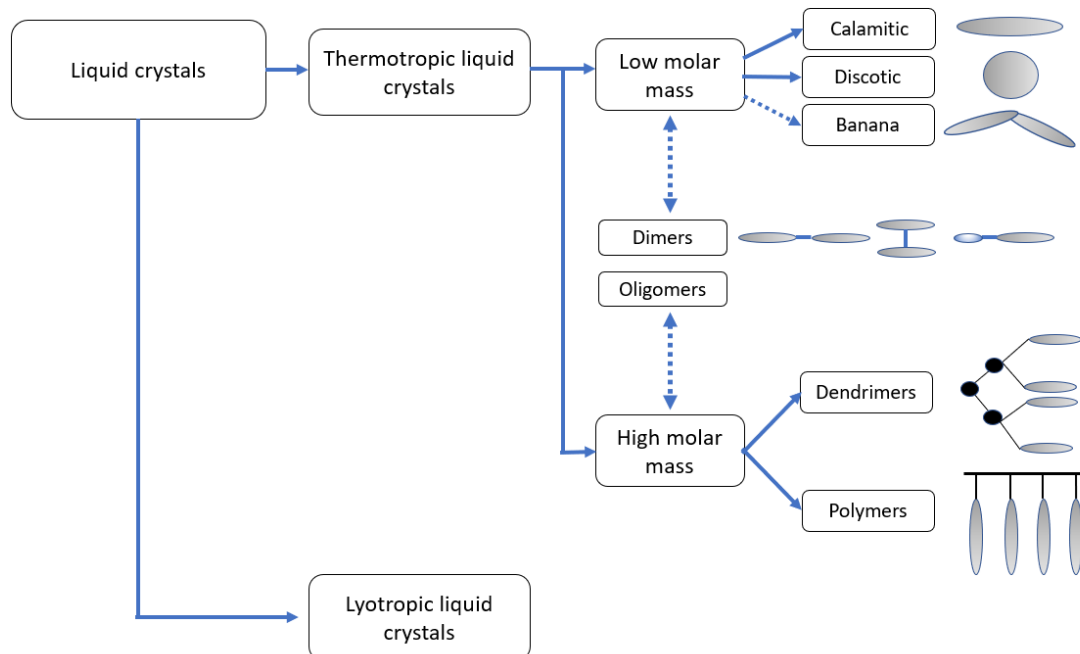 Liquid crystals
Thermotropic liquid
crystals
Low molar
mass
Calamitic
Discotic
Banana
Dimers
Oligomers
High molar
mass
Dendrimers
Polymers
Lyotropic liquid
crystals